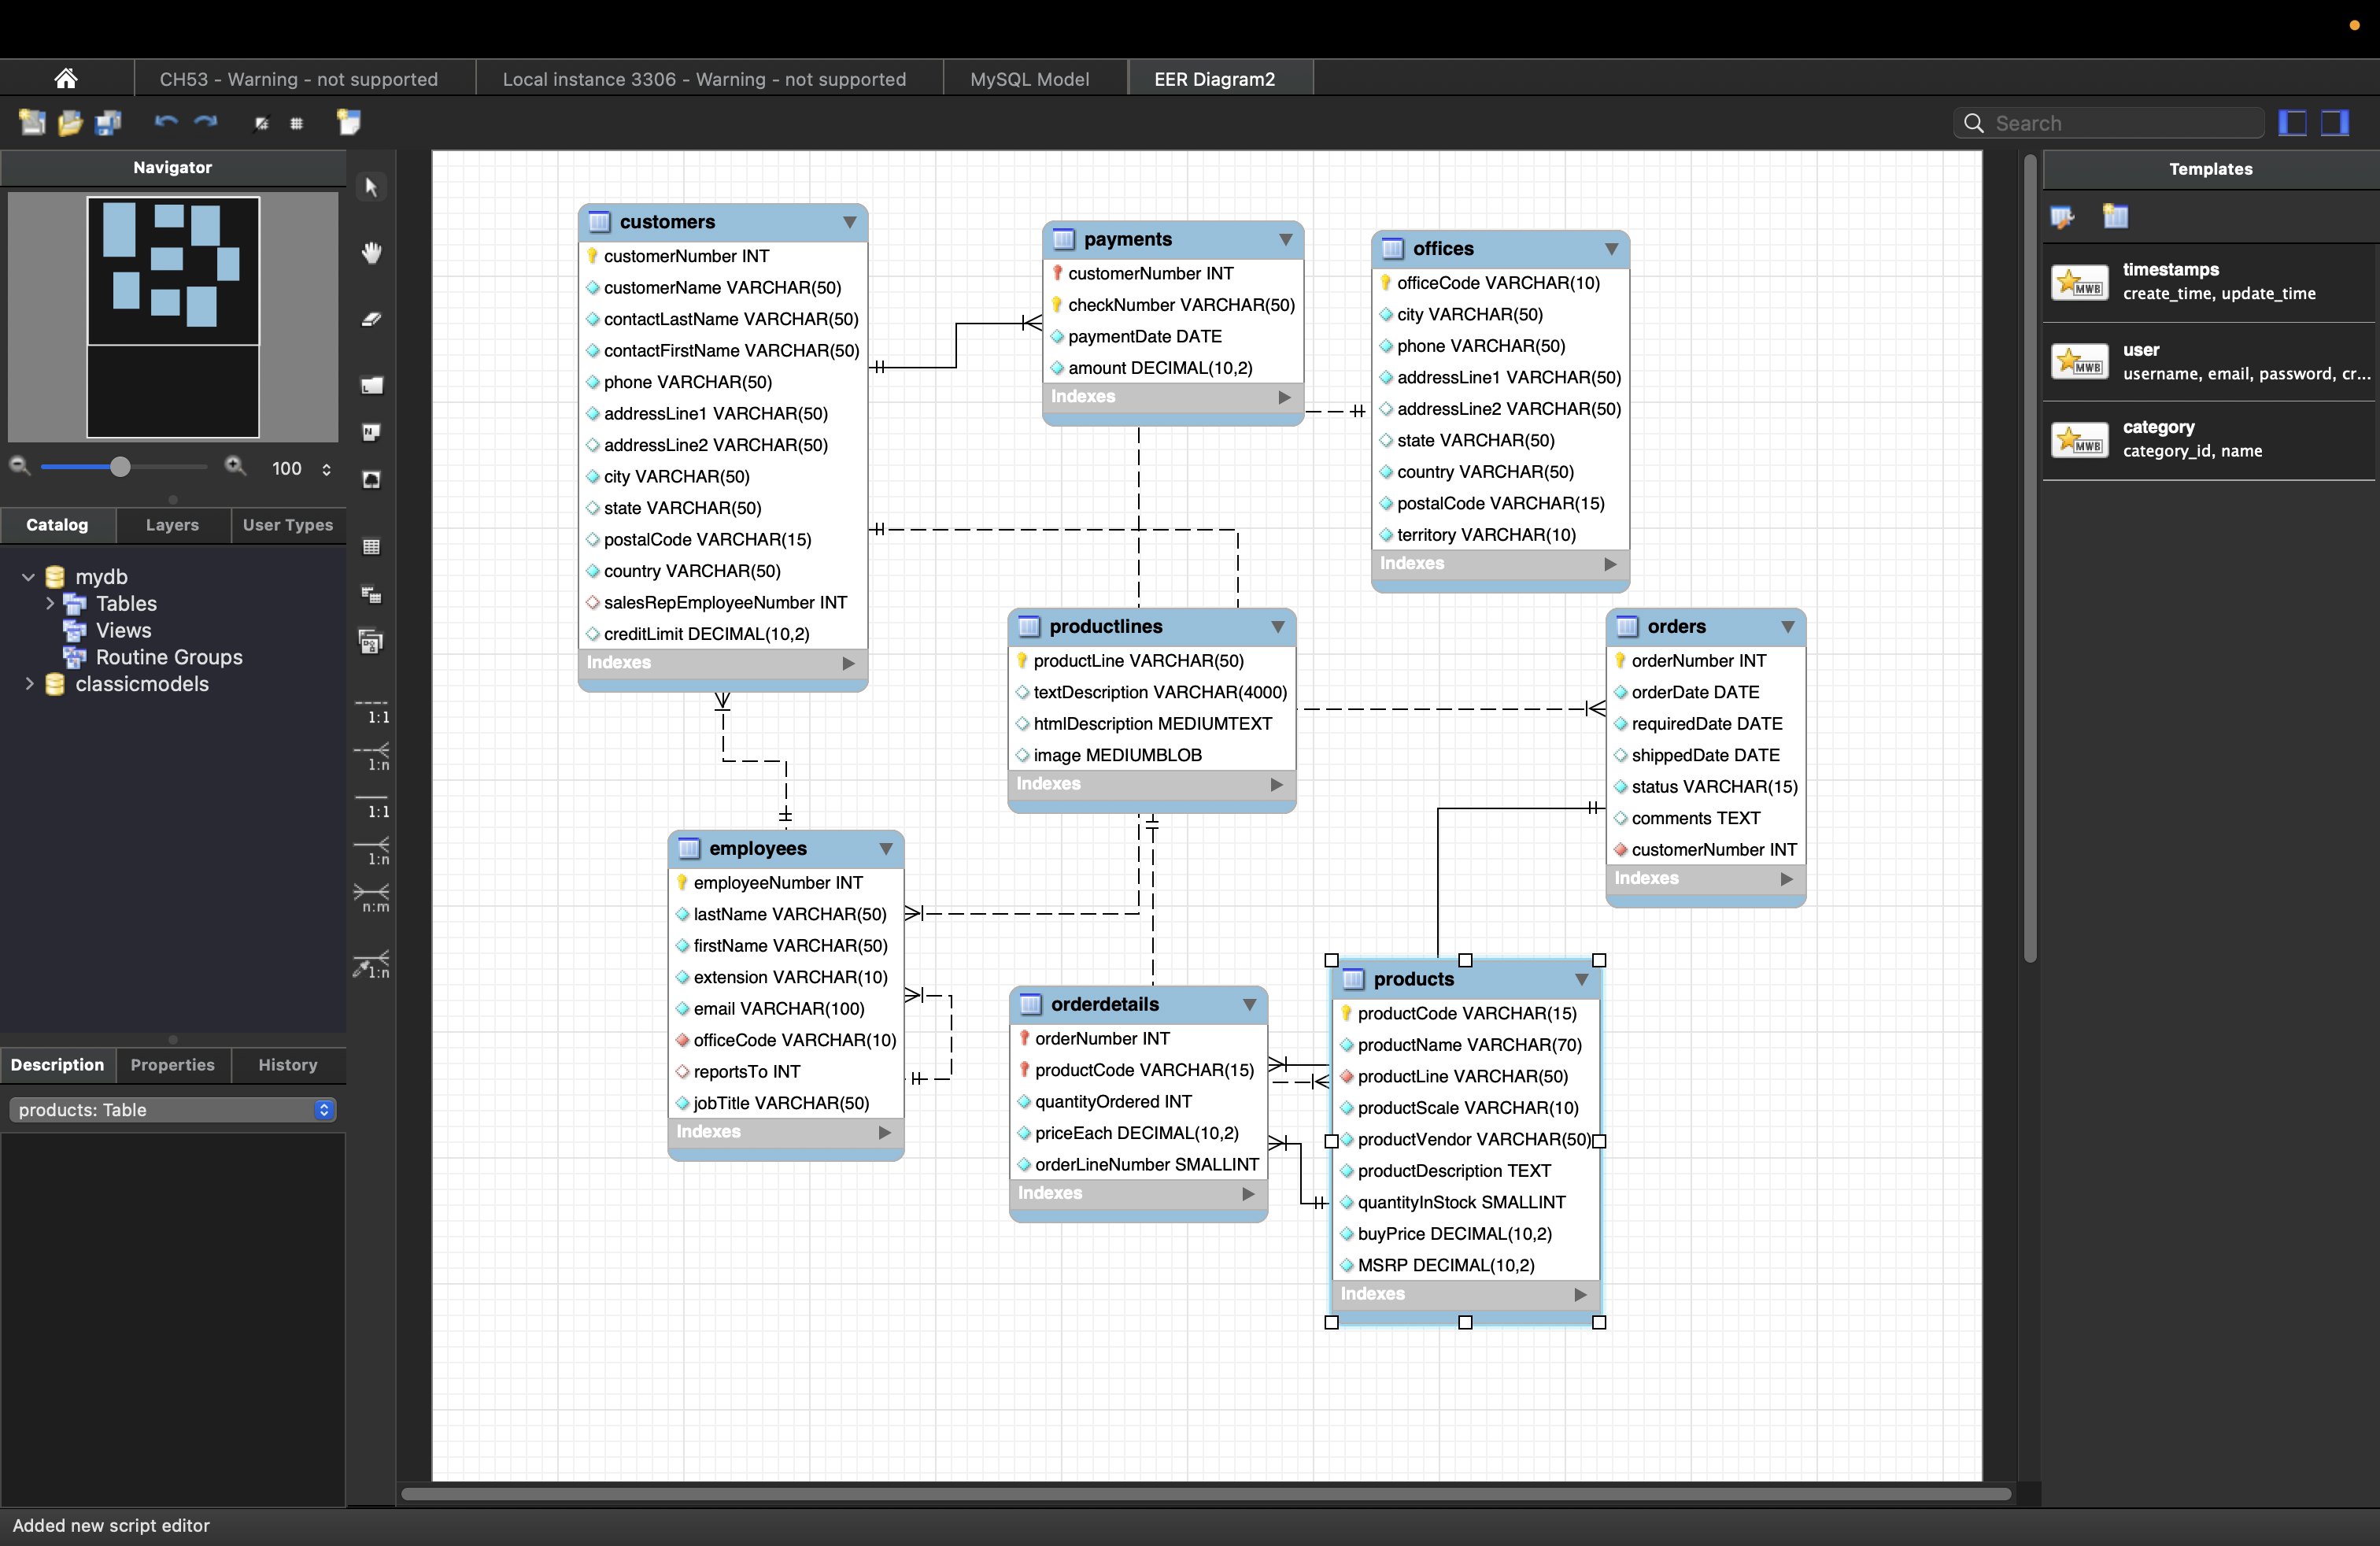 CH53 - Warning - not supported
Local instance 3306 - Warning - not supported
MySQL Model
EER Diagram2
Search
Navigator
100
Catalog
Layers
User Types
mydb
Tables
Views
Routine Groups
classicmodels
Description
Properties
History
products: Table
1:1
1:n
1:1
1:n
n:m
1:n
customers
customerNumber INT
customerName VARCHAR(50)
contactLastName VARCHAR(50)
contactFirstName VARCHAR(50)
phone VARCHAR(50)
addressLine1 VARCHAR(50)
addressLine2 VARCHAR(50)
city VARCHAR(50)
state VARCHAR(50)
postalCode VARCHAR(15)
country VARCHAR(50)
salesRepEmployeeNumber INT
creditLimit DECIMAL(10,2)
Indexes
payments
customerNumber INT
checkNumber VARCHAR(50)
paymentDate DATE
amount DECIMAL(10,2)
Indexes
offices
officeCode VARCHAR(10)
city VARCHAR(50)
phone VARCHAR(50)
addressLine1 VARCHAR(50)
addressLine2 VARCHAR(50)
state VARCHAR(50)
country VARCHAR(50)
postalCode VARCHAR(15)
territory VARCHAR(10)
Indexes
productlines
productLine VARCHAR(50)
textDescription VARCHAR(4000)
htmlDescription MEDIUMTEXT
image MEDIUMBLOB
Indexes
orders
orderNumber INT
orderDate DATE
requiredDate DATE
shippedDate DATE
status VARCHAR(15)
comments TEXT
customerNumber INT
Indexes
employees
employeeNumber INT
lastName VARCHAR(50)
firstName VARCHAR(50)
extension VARCHAR(10)
email VARCHAR(100)
officeCode VARCHAR(10)
reportsTo INT
jobTitle VARCHAR(50)
Indexes
orderdetails
orderNumber INT
productCode VARCHAR(15)
quantityOrdered INT
priceEach DECIMAL(10,2)
orderLineNumber SMALLINT
Indexes
products
productCode VARCHAR(15)
productName VARCHAR(70)
productLine VARCHAR(50)
productScale VARCHAR(10)
productVendor VARCHAR(50)
productDescription TEXT
quantityInStock SMALLINT
buyPrice DECIMAL(10,2)
MSRP DECIMAL(10,2)
Indexes
Templates
MWB
timestamps
create_time, update_time
MWB
user
username, email, password, cr...
MWB
category
category_id, name
Added new script editor